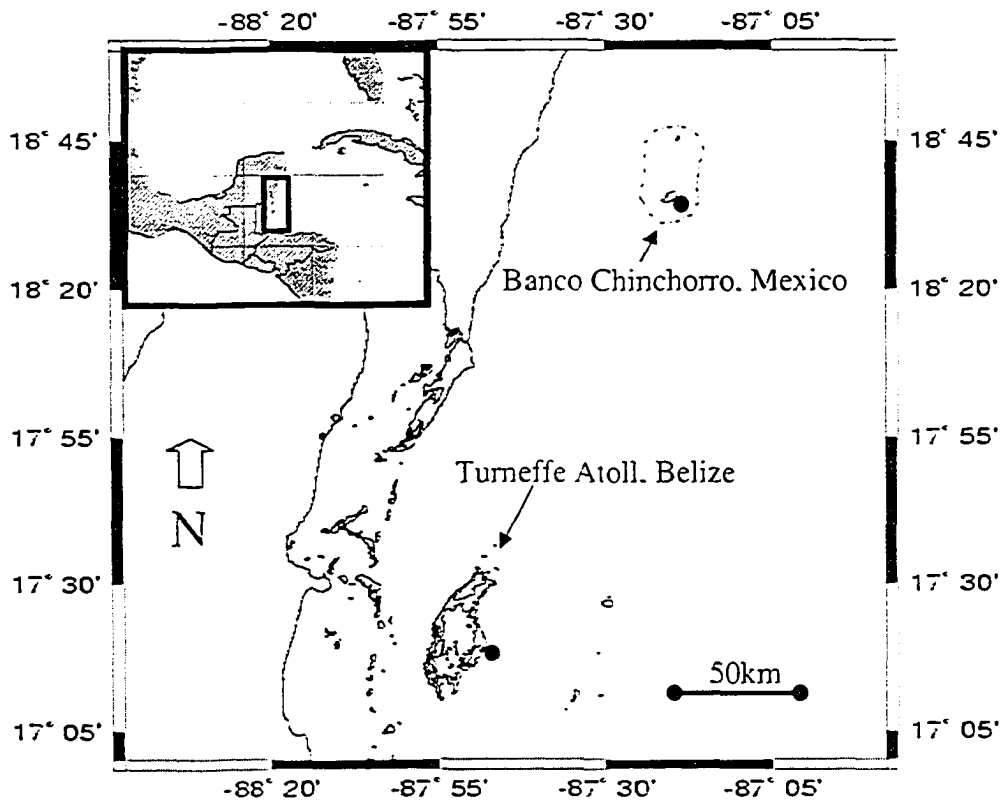 -88° 20' -87° 55' -87° 30' -87° 05'
18° 45' 18° 45'
Banco Chinchorro. Mexico
18° 20' 18° 20'
17° 55' 17° 55'
Turneffe Atoll. Belize
N
17° 30' 17° 30'
50km
17° 05' 17° 05'
-88° 20' -87° 55' -87° 30' -87° 05'